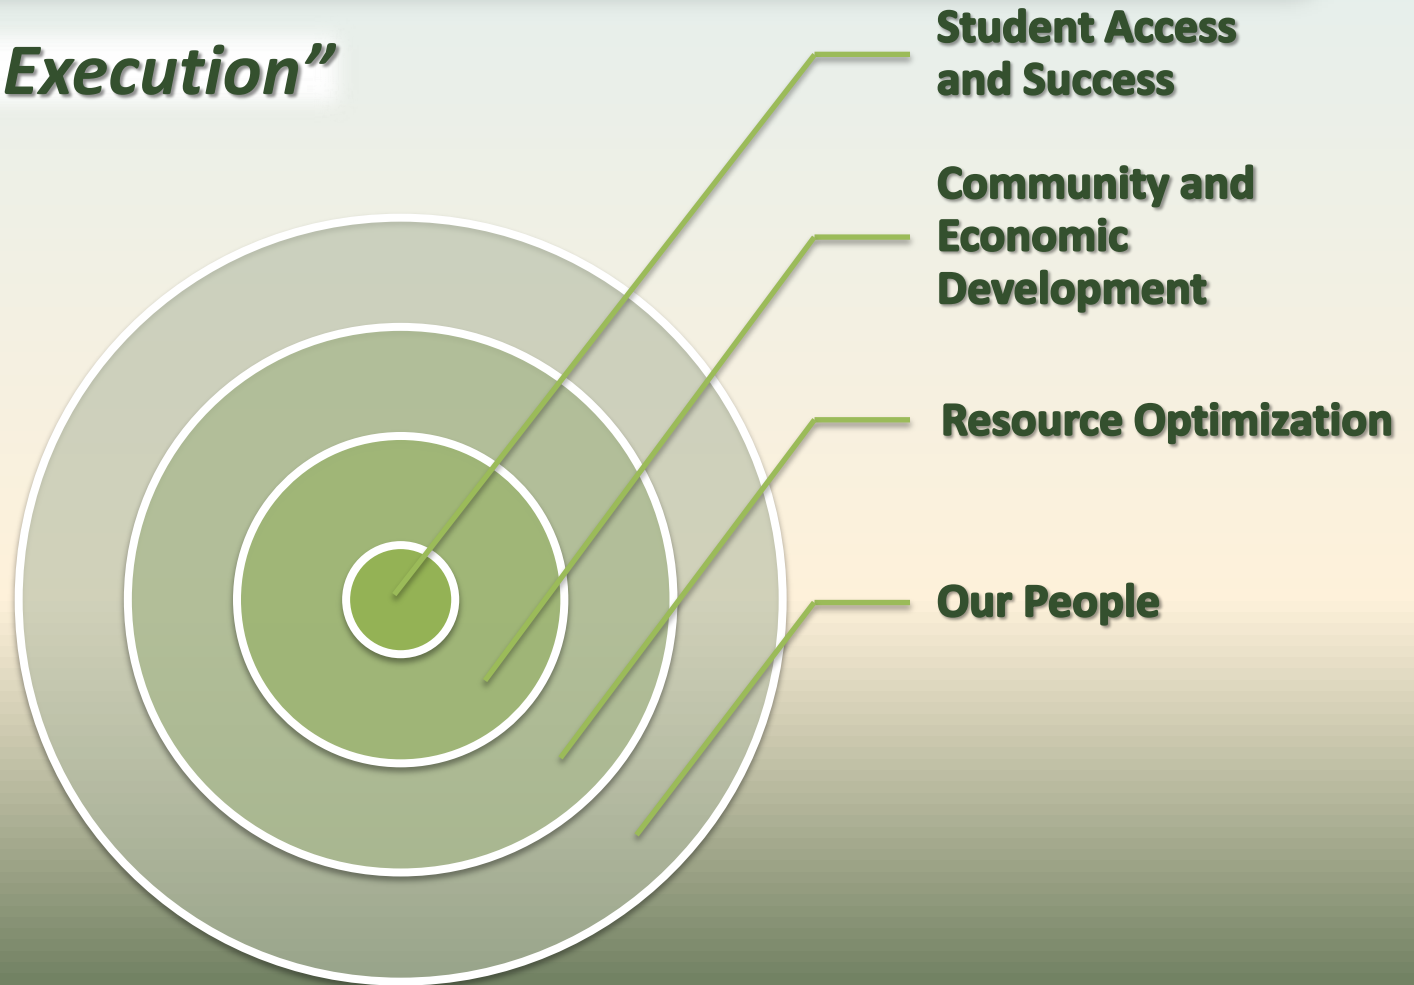 Execution”
Student Access
and Success
Community and
Economic
Development
Resource Optimization
Our People